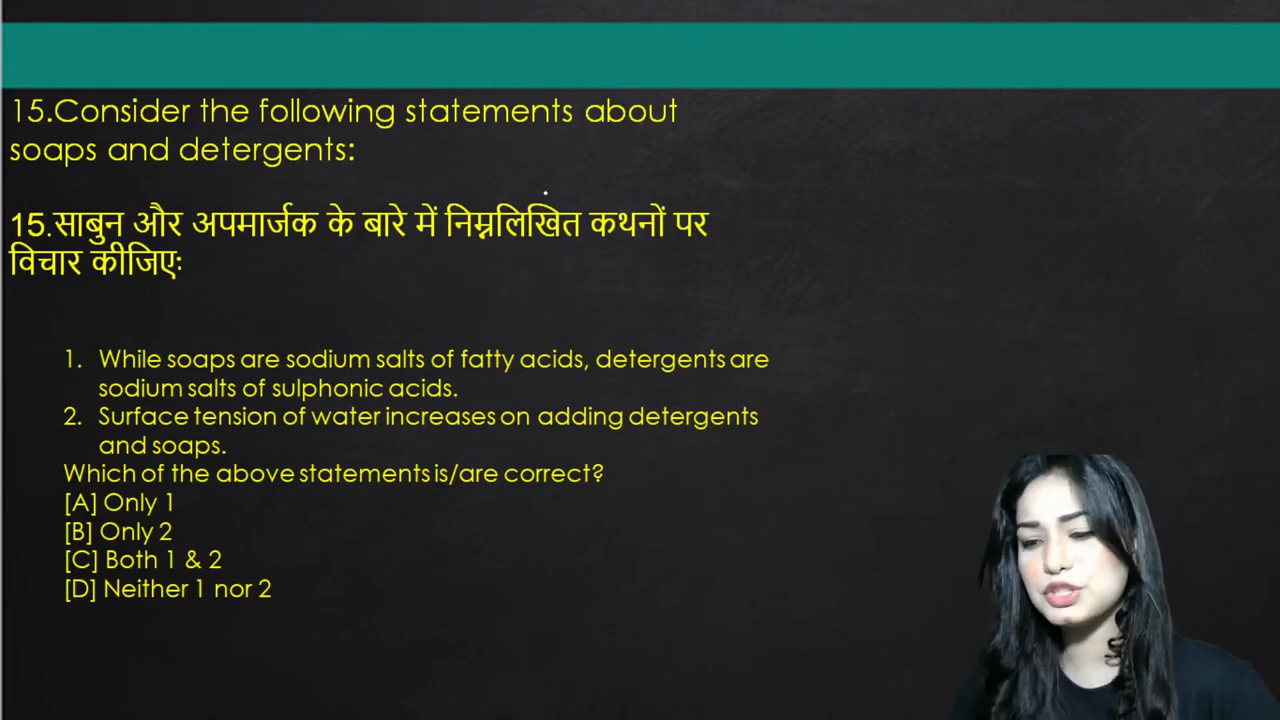 15.Consider the following statements about
soaps and detergents:
15.साबुन और अपमार्जक के बारे में निम्नलिखित कथनों पर
विचार कीजिएः
1. While soaps are sodium salts of fatty acids, detergents are
sodium salts of sulphonic acids.
2. Surface tension of water increases on adding detergents
and soaps.
Which of the above statements is/are correct?
[A] Only 1
[B] Only 2
[C] Both 1 & 2
[D] Neither 1 nor 2